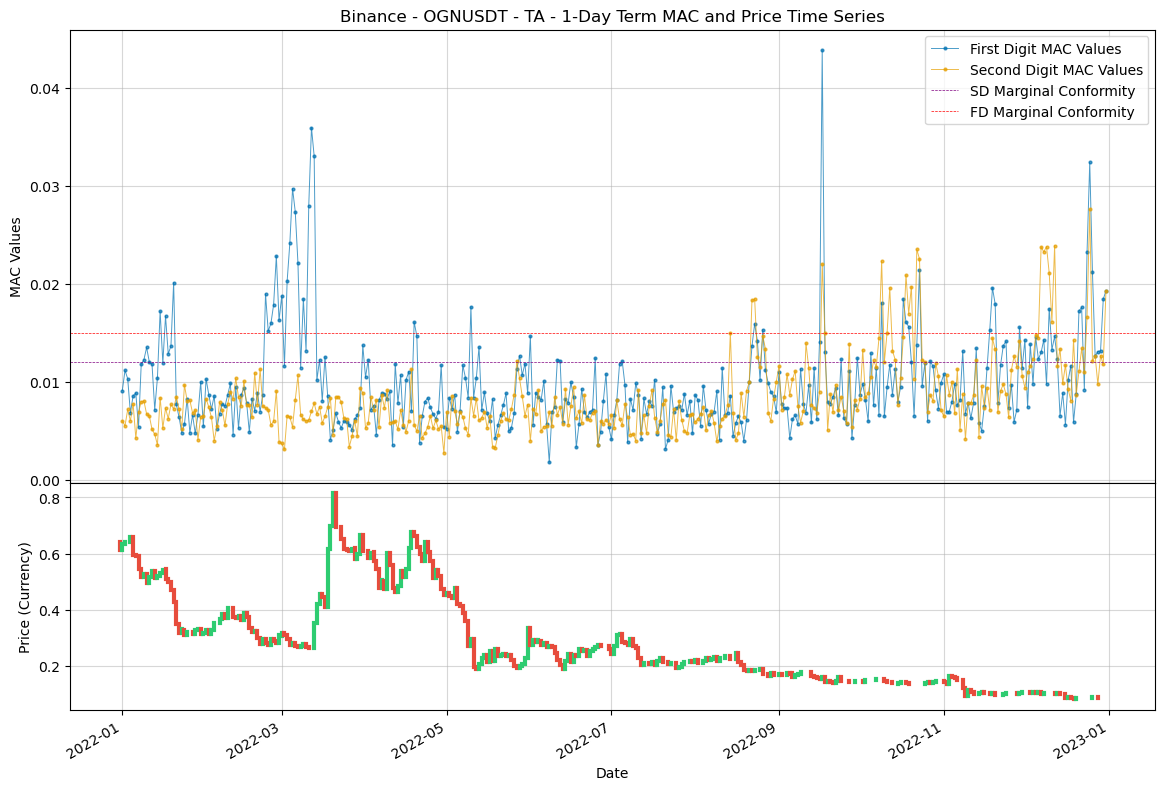 Binance - OGNUSDT - TA - 1-Day Term MAC and Price Time Series
First Digit MAC Values
Second Digit MAC Values
SD Marginal Conformity
FD Marginal Conformity
MAC Values
0.04
0.03
0.02
0.01
0.00
Price (Currency)
0.8
0.6
0.4
0.2
2022-01
2022-03
2022-05
2022-07
2022-09
2022-11
2023-01
Date